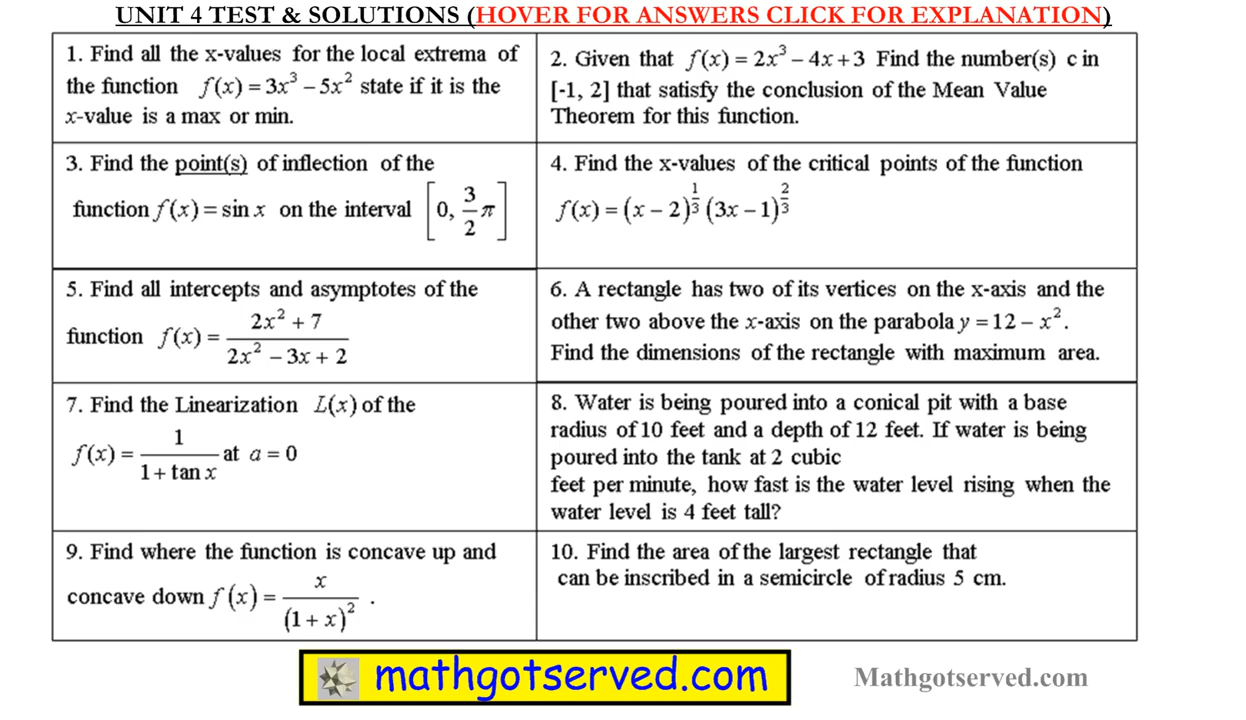 UNIT 4 TEST & SOLUTIONS (HOVER FOR ANSWERS CLICK FOR EXPLANATION)
1. Find all the x-values for the local extrema of
the function f(x) = 3x³ − 5x² state if it is the
x-value is a max or min.
2. Given that f(x) = 2x³ − 4x + 3 Find the number(s) c in
[-1, 2] that satisfy the conclusion of the Mean Value
Theorem for this function.
3. Find the point(s) of inflection of the
function f(x) = sin x on the interval [0, 3/2 π]
4. Find the x-values of the critical points of the function
f(x) = (x − 2)^(1/3) (3x − 1)^(2/3)
5. Find all intercepts and asymptotes of the
function f(x) = (2x² + 7)/(2x² − 3x + 2)
6. A rectangle has two of its vertices on the x-axis and the
other two above the x-axis on the parabola y = 12 − x².
Find the dimensions of the rectangle with maximum area.
7. Find the Linearization L(x) of the
f(x) = 1/(1 + tan x) at a = 0
8. Water is being poured into a conical pit with a base
radius of 10 feet and a depth of 12 feet. If water is being
poured into the tank at 2 cubic
feet per minute, how fast is the water level rising when the
water level is 4 feet tall?
9. Find where the function is concave up and
concave down f(x) = x/(1 + x)² .
10. Find the area of the largest rectangle that
can be inscribed in a semicircle of radius 5 cm.
mathgotserved.com
Mathgotserved.com